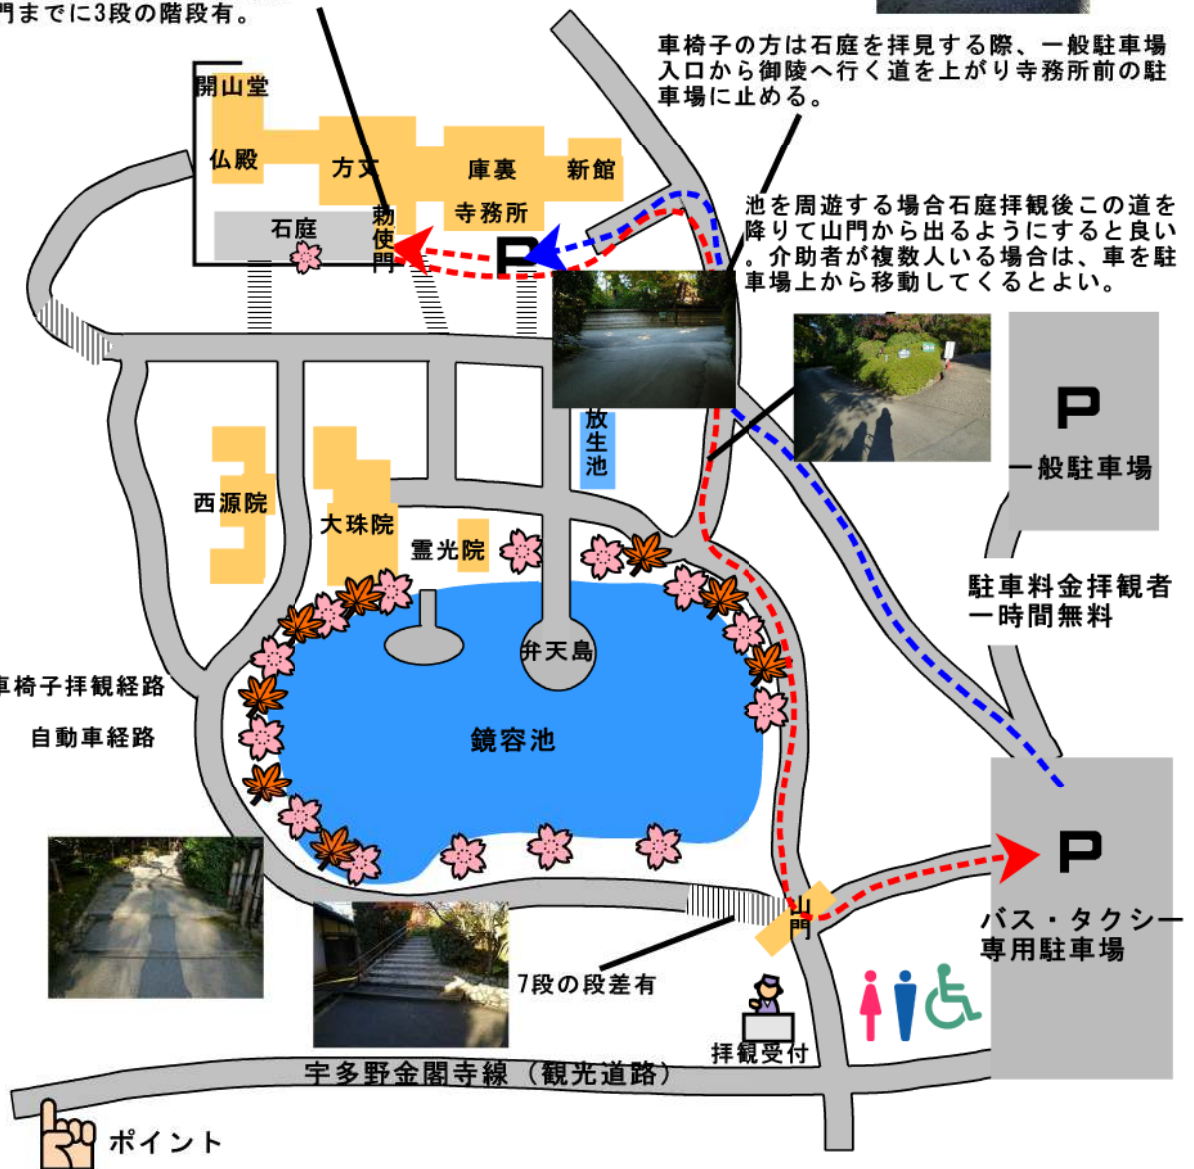 門までに3段の階段有。
車椅子の方は石庭を拝見する際、一般駐車場
入口から御陵へ行く道を上がり寺務所前の駐
車場に止める。
開山堂
仏殿
方丈
庫裏
新館
寺務所
石庭
勅使門
P
池を周遊する場合石庭拝観後この道を
降りて山門から出るようにすると良い
。介助者が複数人いる場合は、車を駐
車場上から移動してくるとよい。
P
一般駐車場
放生池
西源院
大珠院
霊光院
駐車料金拝観者
一時間無料
弁天島
車椅子拝観経路
自動車経路
鏡容池
P
バス・タクシー
専用駐車場
山門
7段の段差有
拝観受付
宇多野金閣寺線（観光道路）
ポイント